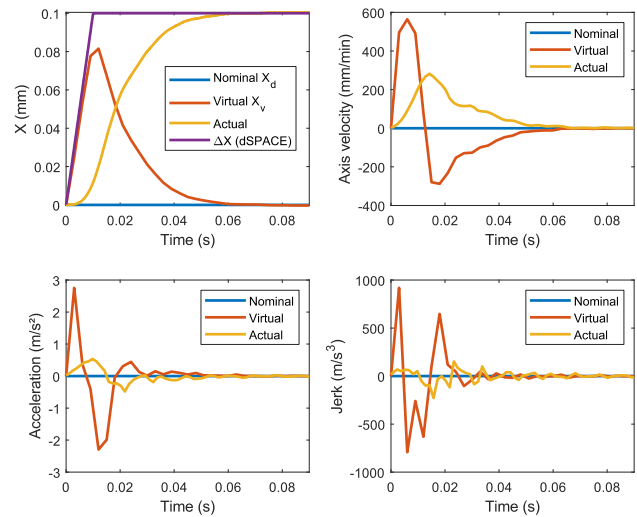 0.1
0.08
0.06
0.04
0.02
0
X (mm)
Nominal X_d
Virtual X_v
Actual
ΔX (dSPACE)
0 0.02 0.04 0.06 0.08
Time (s)
600
400
200
0
-200
-400
Axis velocity (mm/min)
Nominal
Virtual
Actual
0 0.02 0.04 0.06 0.08
Time (s)
3
2
1
0
-1
-2
-3
Acceleration (m/s²)
Nominal
Virtual
Actual
0 0.02 0.04 0.06 0.08
Time (s)
1000
500
0
-500
-1000
Jerk (m/s³)
Nominal
Virtual
Actual
0 0.02 0.04 0.06 0.08
Time (s)